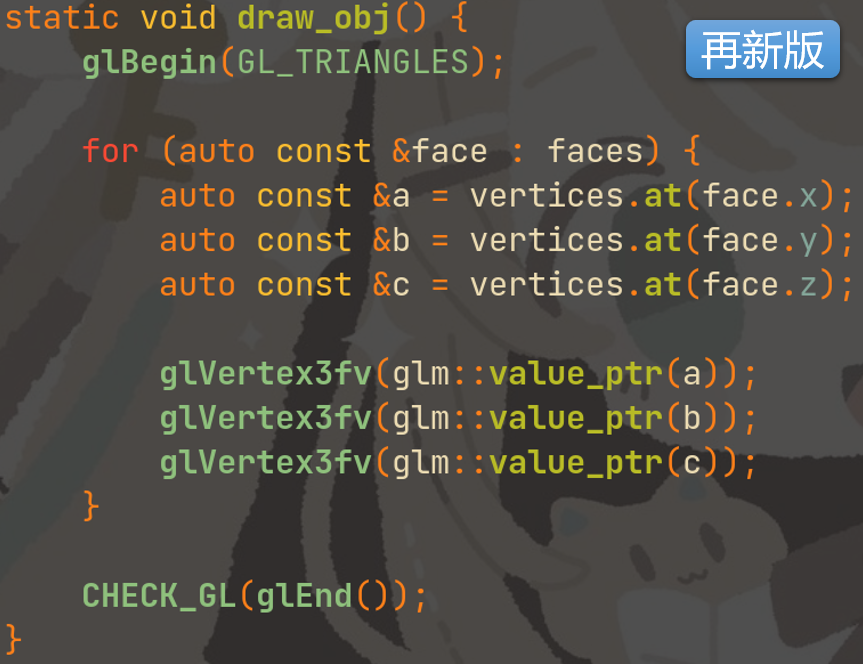 static void draw_obj() {
再新版
    glBegin(GL_TRIANGLES);

    for (auto const &face : faces) {
        auto const &a = vertices.at(face.x);
        auto const &b = vertices.at(face.y);
        auto const &c = vertices.at(face.z);

        glVertex3fv(glm::value_ptr(a));
        glVertex3fv(glm::value_ptr(b));
        glVertex3fv(glm::value_ptr(c));
    }

    CHECK_GL(glEnd());
}